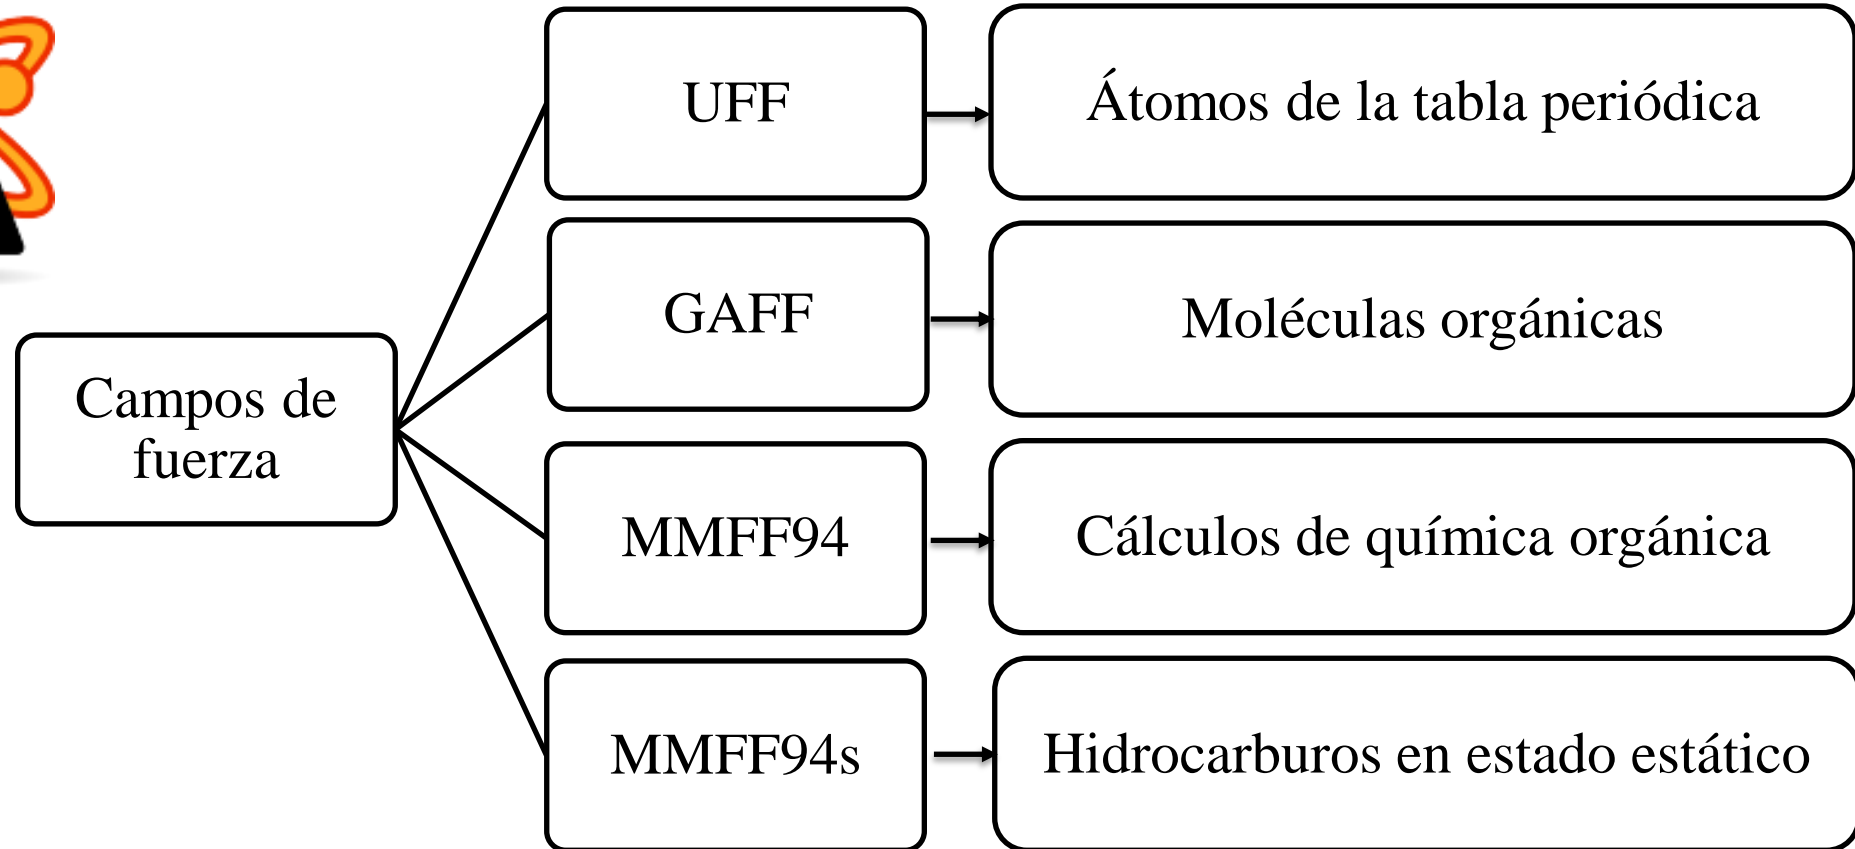 UFF
Átomos de la tabla periódica
GAFF
Moléculas orgánicas
Campos de
fuerza
MMFF94
Cálculos de química orgánica
MMFF94s
Hidrocarburos en estado estático